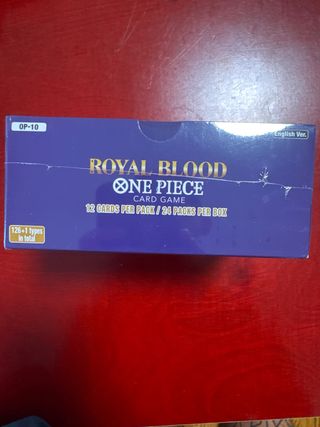 OP-10
English Ver.
ROYAL BLOOD
ONE PIECE
CARD GAME
12 CARDS PER PACK / 24 PACKS PER BOX
126+1 types
in total